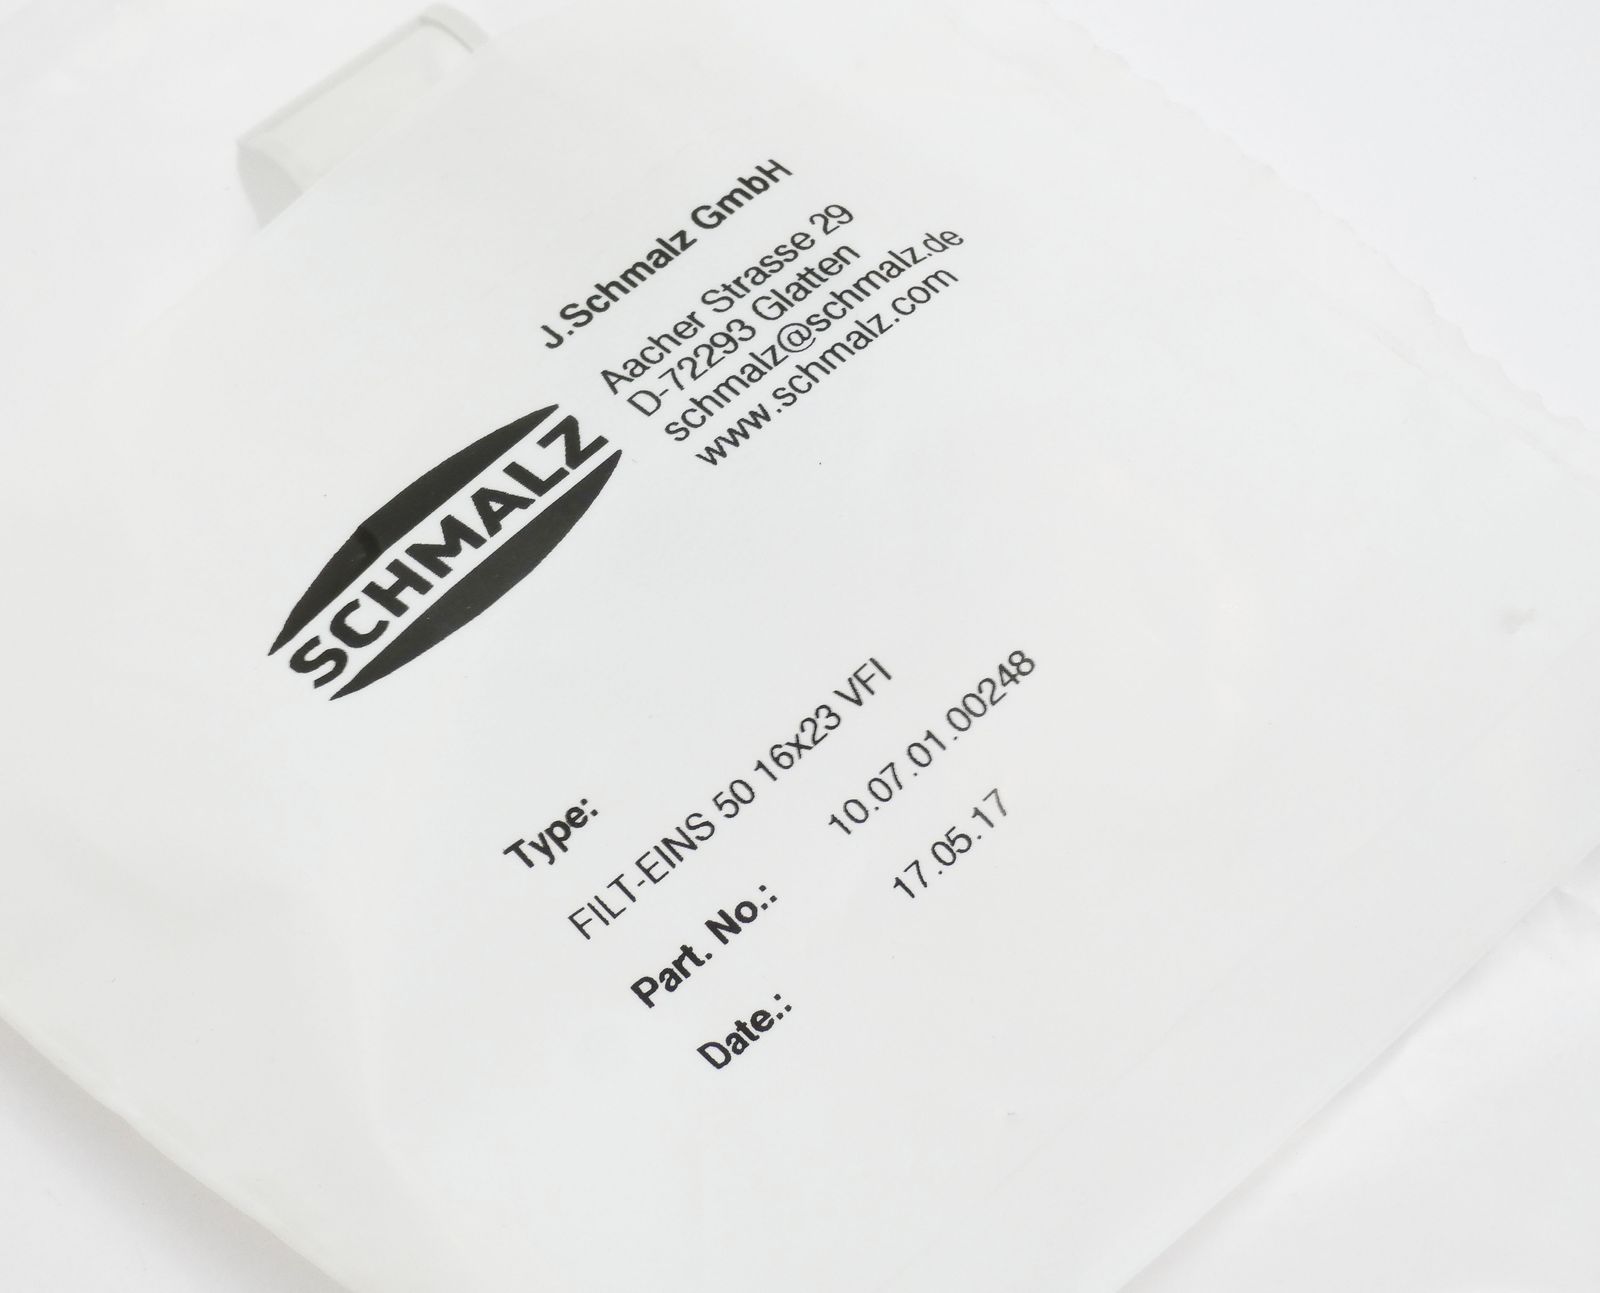 J.Schmalz GmbH
Aacher Strasse 29
D-72293 Glatten
schmalz@schmalz.de
www.schmalz.com
SCHMALZ
Type:
FILT-EINS 50 16x23 VFI
Part. No.: 10.07.01.00248
Date.: 17.05.17